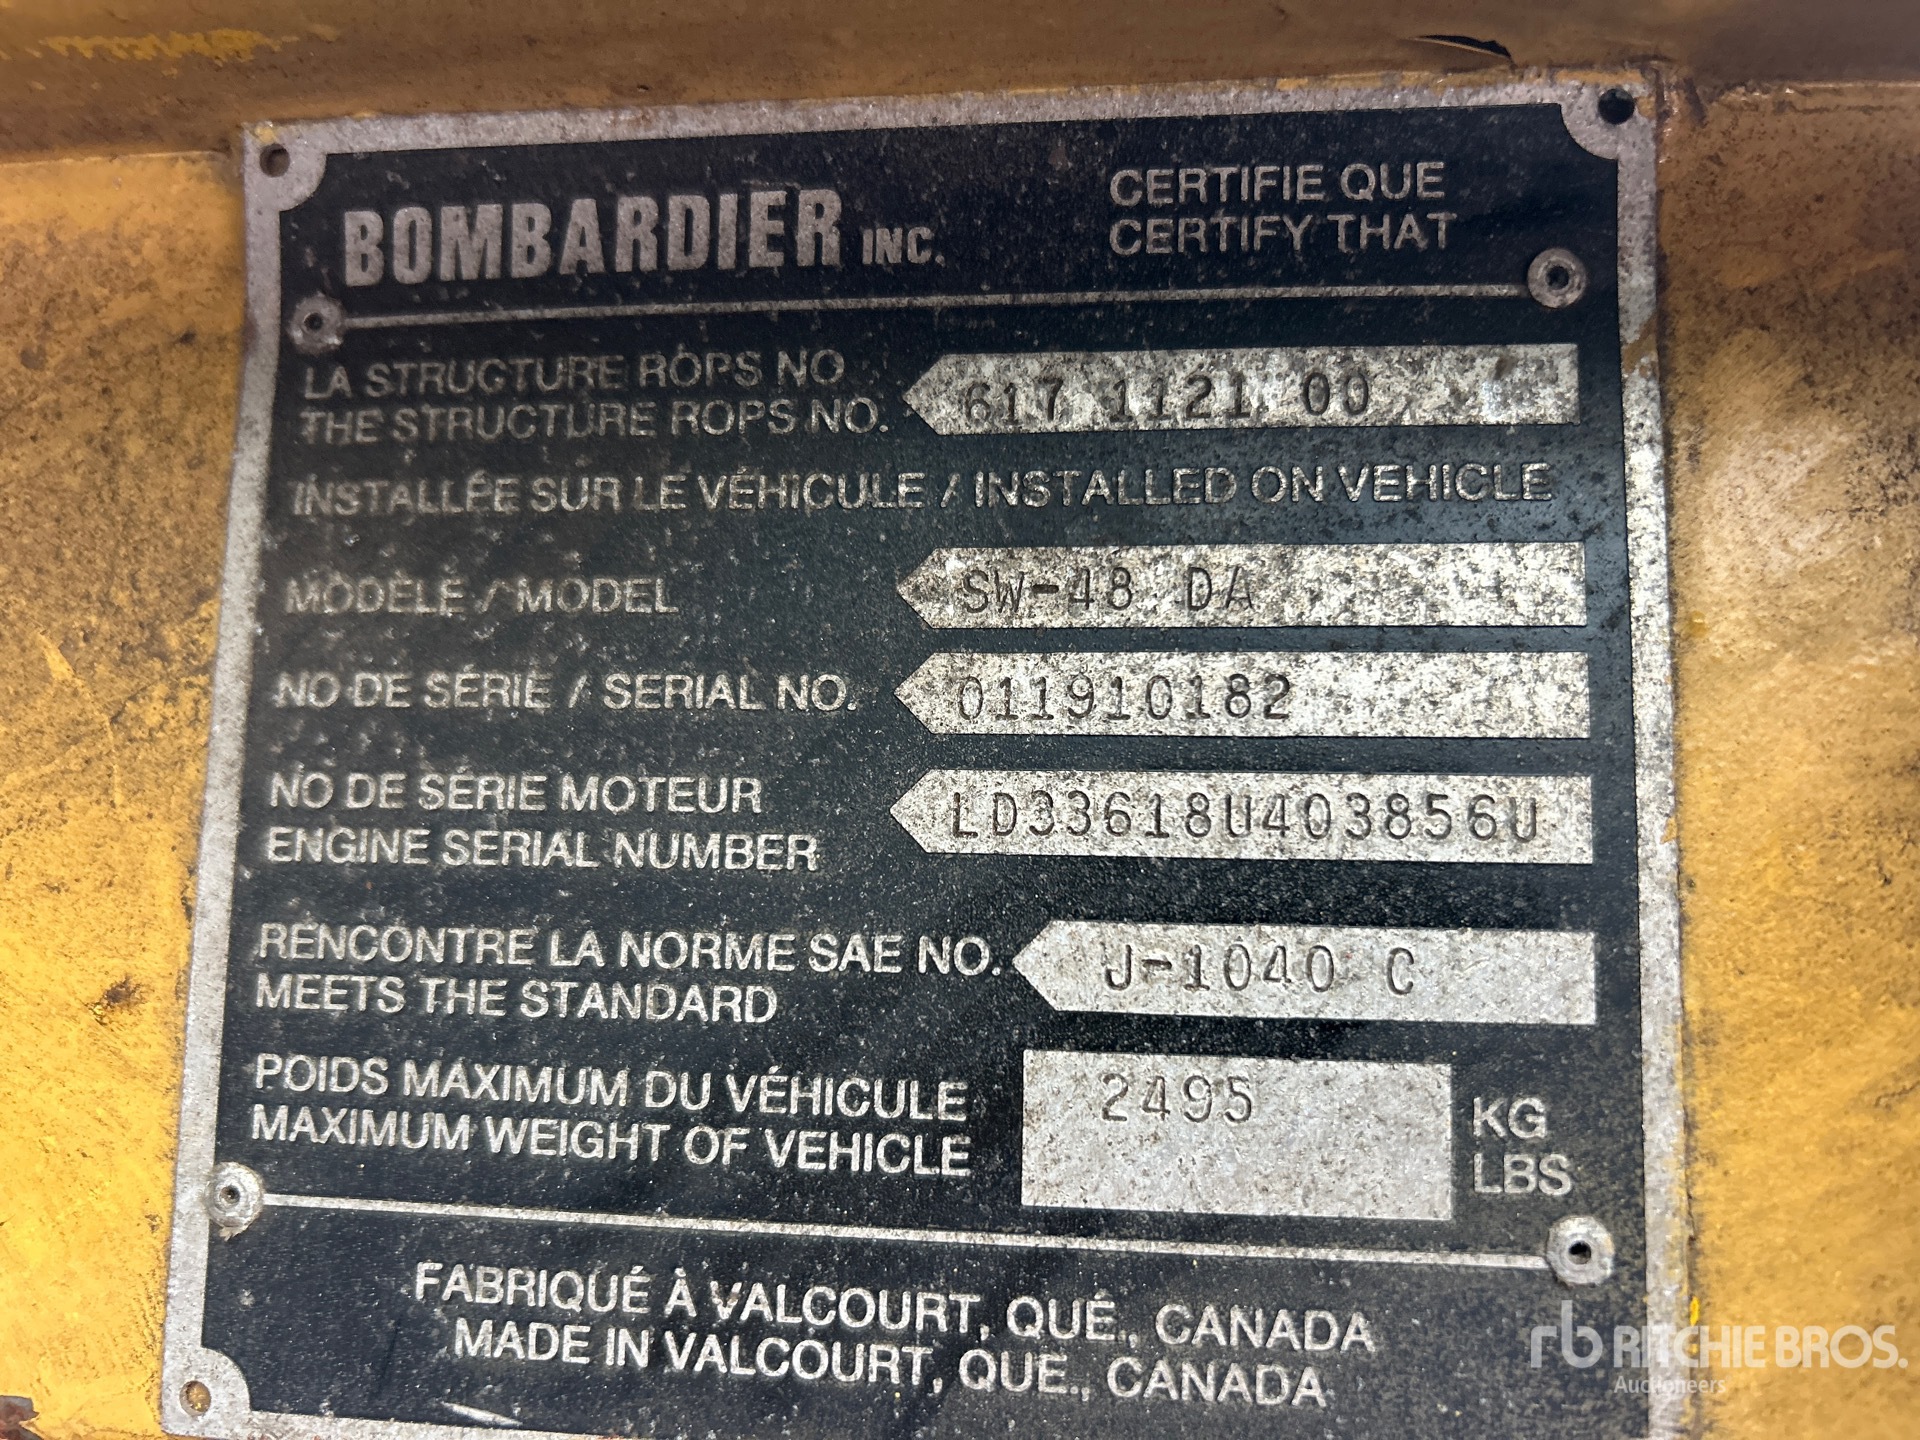 BOMBARDIER INC.
CERTIFIE QUE
CERTIFY THAT
LA STRUCTURE ROPS NO
THE STRUCTURE ROPS NO.
617 1121 00
INSTALLÉE SUR LE VÉHICULE / INSTALLED ON VEHICLE
MODÈLE / MODEL
SW-48 DA
NO DE SÉRIE / SERIAL NO.
011910182
NO DE SÉRIE MOTEUR
ENGINE SERIAL NUMBER
LD33618U403856U
RENCONTRE LA NORME SAE NO.
MEETS THE STANDARD
J-1040 C
POIDS MAXIMUM DU VÉHICULE
MAXIMUM WEIGHT OF VEHICLE
2495
KG
LBS
FABRIQUÉ À VALCOURT, QUÉ., CANADA
MADE IN VALCOURT, QUE., CANADA
rb RITCHIE BROS.
Auctioneers